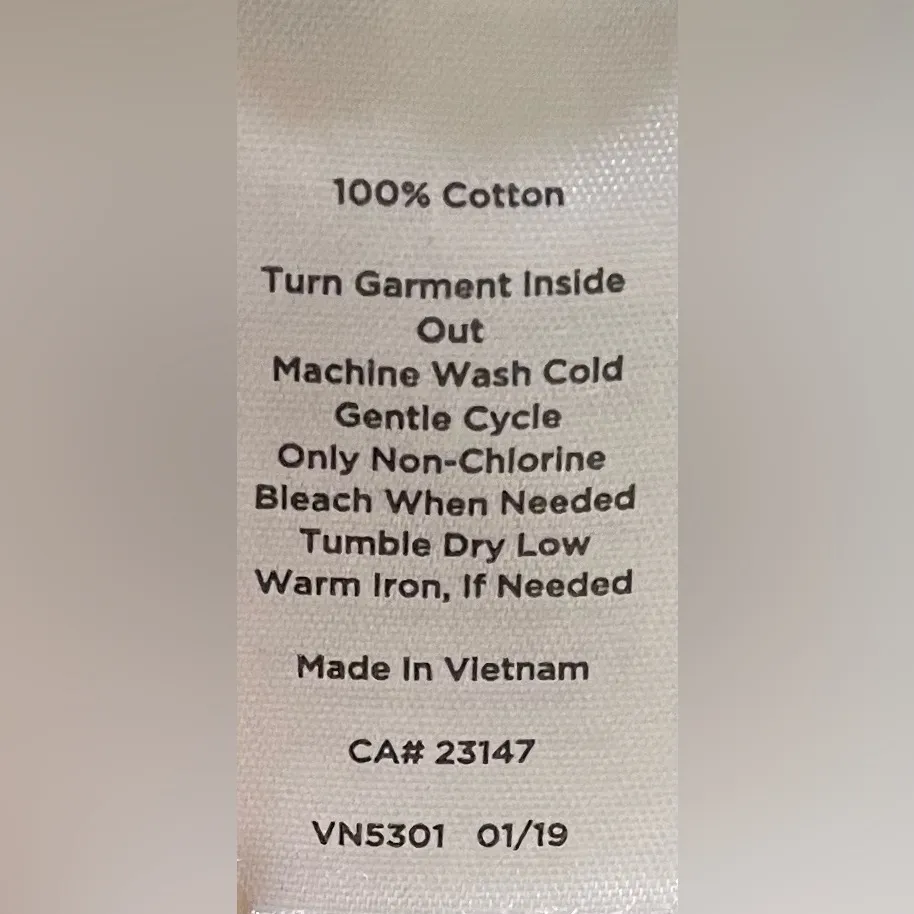 100% Cotton
Turn Garment Inside
Out
Machine Wash Cold
Gentle Cycle
Only Non-Chlorine
Bleach When Needed
Tumble Dry Low
Warm Iron, If Needed
Made In Vietnam
CA# 23147
VN5301 01/19